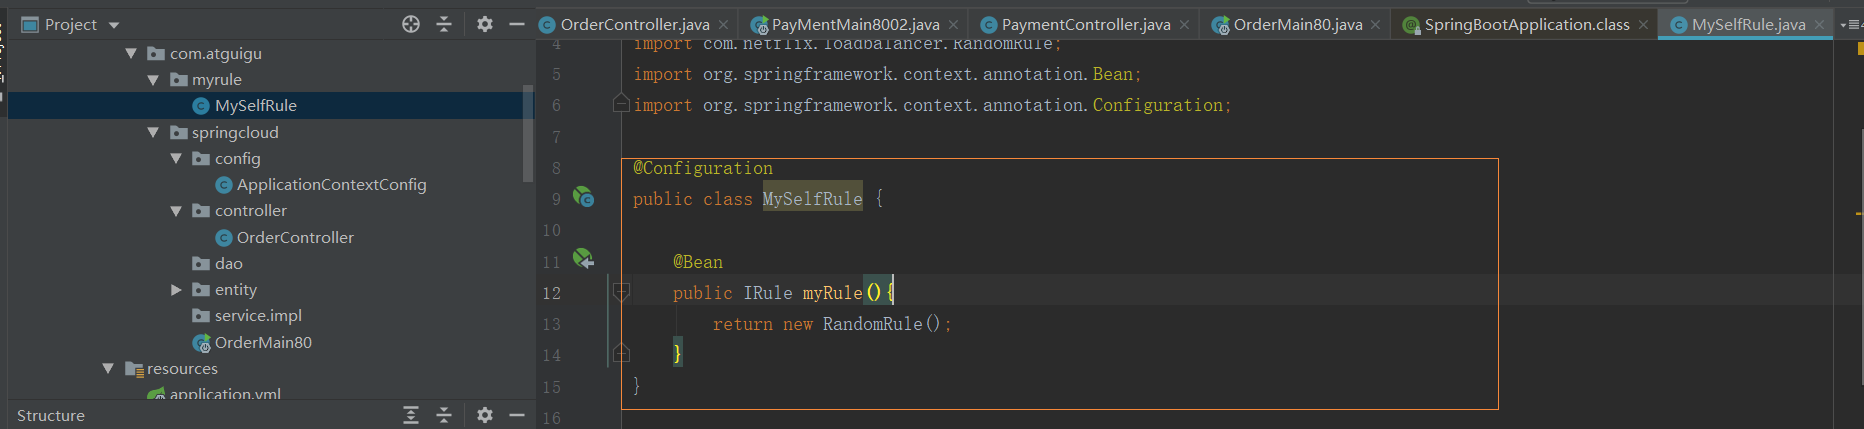 Project
OrderController.java
PayMentMain8002.java
PaymentController.java
OrderMain80.java
SpringBootApplication.class
MySelfRule.java
com.atguigu
myrule
MySelfRule
springcloud
config
ApplicationContextConfig
controller
OrderController
dao
entity
service.impl
OrderMain80
resources
application.yml
Structure
4 import com.netflix.loadbalancer.RandomRule;
5 import org.springframework.context.annotation.Bean;
6 import org.springframework.context.annotation.Configuration;
7
8 @Configuration
9 public class MySelfRule {
10
11 @Bean
12 public IRule myRule(){
13 return new RandomRule();
14 }
15 }
16